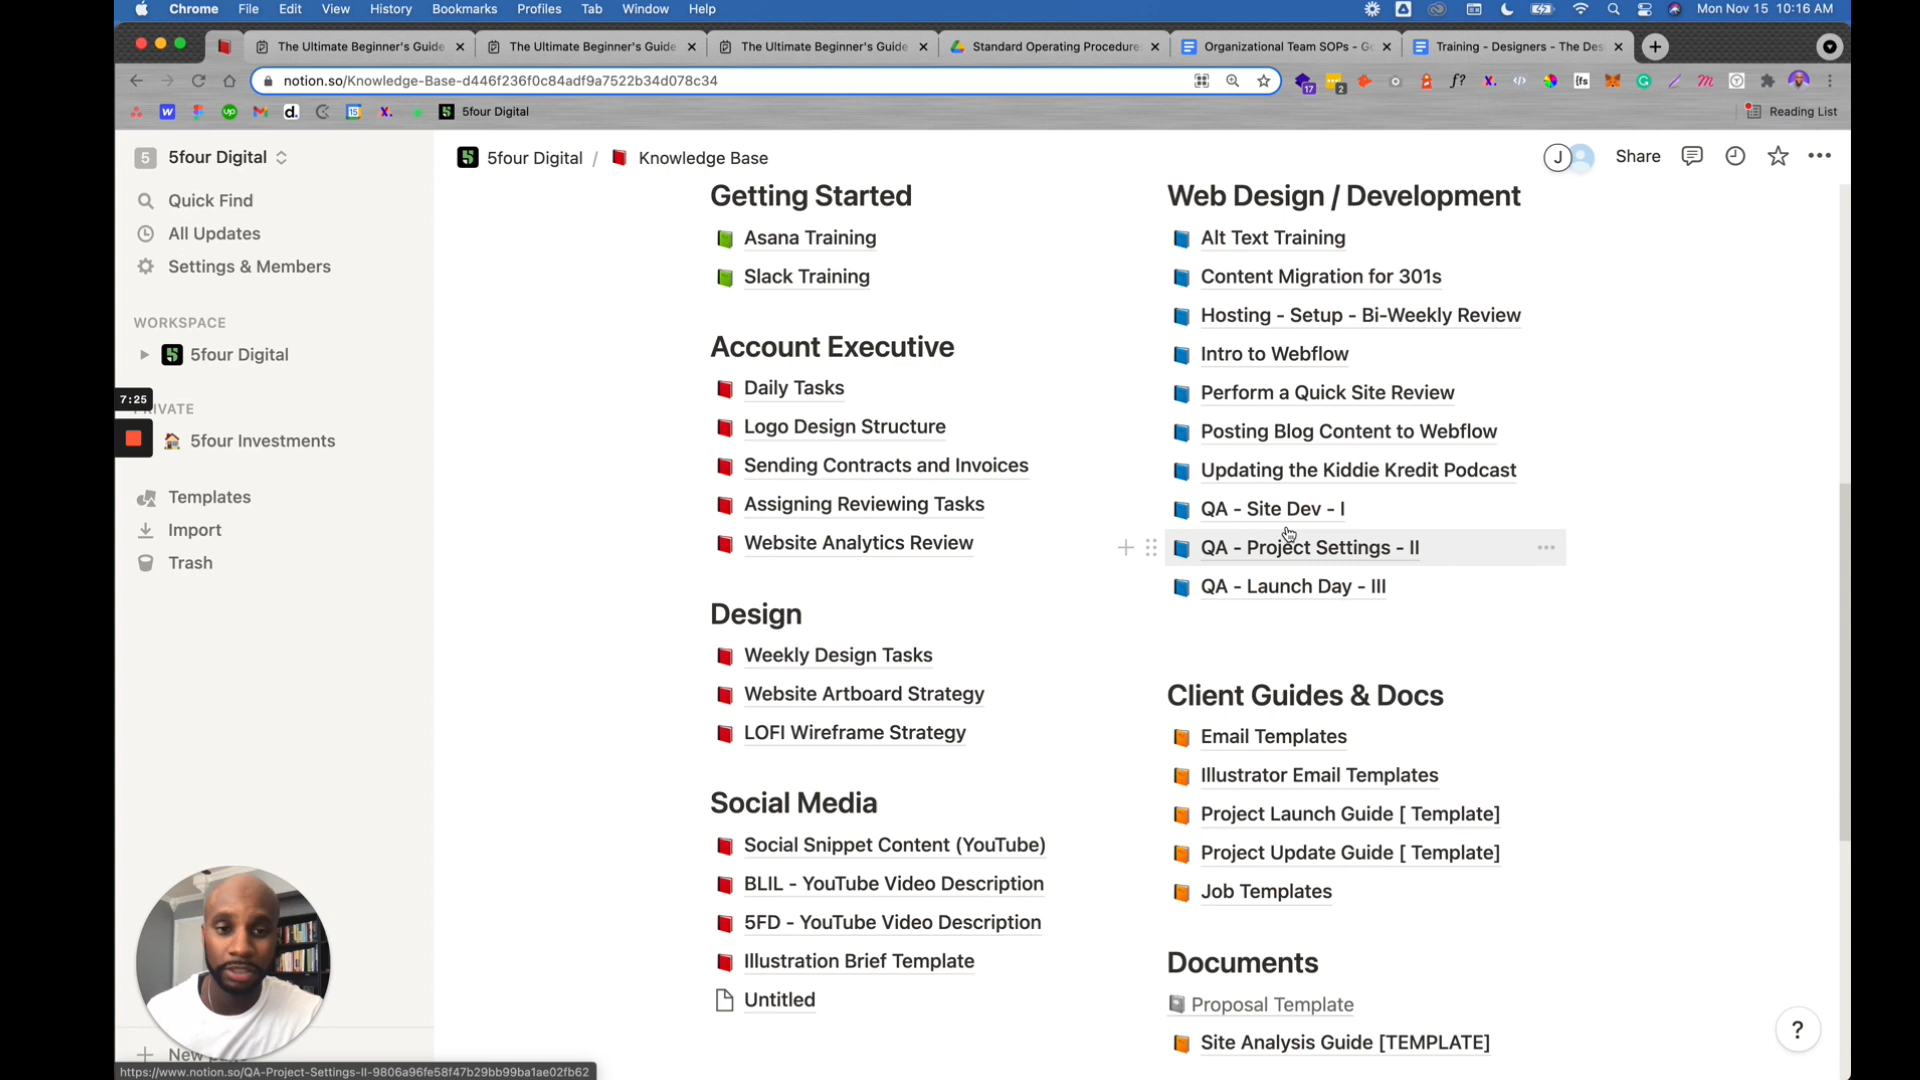 Chrome File Edit View History Bookmarks Profiles Tab Window Help
Mon Nov 15 10:16 AM
The Ultimate Beginner's Guide
The Ultimate Beginner's Guide
The Ultimate Beginner's Guide
Standard Operating Procedure
Organizational Team SOPs - Go
Training - Designers - The Des
notion.so/Knowledge-Base-d446f236f0c84adf9a7522b34d078c34
17
2
f?
5four Digital
Reading List
5 5four Digital
Quick Find
All Updates
Settings & Members
WORKSPACE
5four Digital
7:25
PRIVATE
5four Investments
Templates
Import
Trash
5four Digital / Knowledge Base
J
Share
Getting Started
Asana Training
Slack Training
Account Executive
Daily Tasks
Logo Design Structure
Sending Contracts and Invoices
Assigning Reviewing Tasks
Website Analytics Review
Design
Weekly Design Tasks
Website Artboard Strategy
LOFI Wireframe Strategy
Social Media
Social Snippet Content (YouTube)
BLIL - YouTube Video Description
5FD - YouTube Video Description
Illustration Brief Template
Untitled
Web Design / Development
Alt Text Training
Content Migration for 301s
Hosting - Setup - Bi-Weekly Review
Intro to Webflow
Perform a Quick Site Review
Posting Blog Content to Webflow
Updating the Kiddie Kredit Podcast
QA - Site Dev - I
QA - Project Settings - II
QA - Launch Day - III
Client Guides & Docs
Email Templates
Illustrator Email Templates
Project Launch Guide [ Template]
Project Update Guide [ Template]
Job Templates
Documents
Proposal Template
Site Analysis Guide [TEMPLATE]
?
New
https://www.notion.so/QA-Project-Settings-II-9806a96fe58f47b29bb99ba1ae02fb62